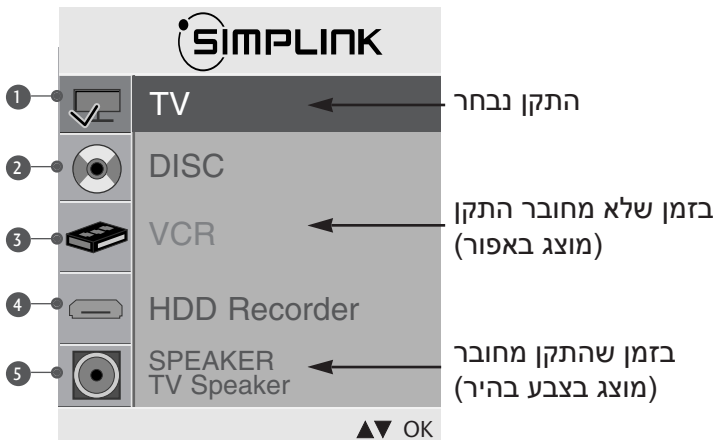 SIMPLINK
1 TV התקן נבחר
2 DISC
3 VCR בזמן שלא מחובר התקן
(מוצג באפור)
4 HDD Recorder
5 SPEAKER בזמן שהתקן מחובר
TV Speaker (מוצג בצבע בהיר)
▲▼ OK